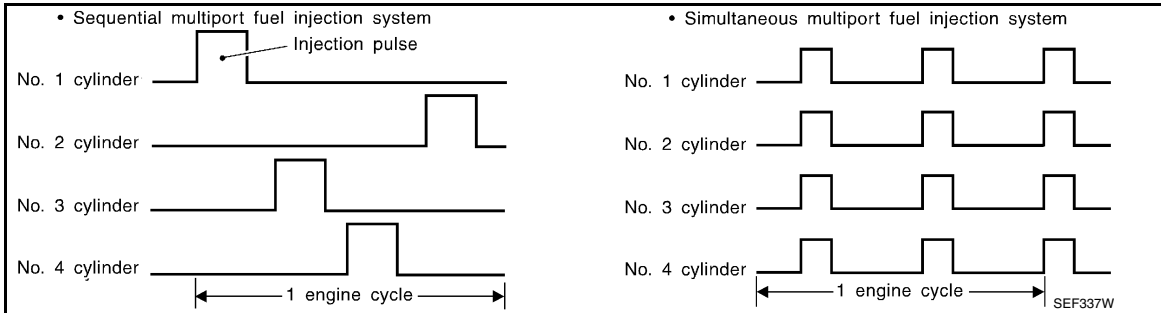 • Sequential multiport fuel injection system
Injection pulse
No. 1 cylinder
No. 2 cylinder
No. 3 cylinder
No. 4 cylinder
1 engine cycle
• Simultaneous multiport fuel injection system
No. 1 cylinder
No. 2 cylinder
No. 3 cylinder
No. 4 cylinder
1 engine cycle
SEF337W